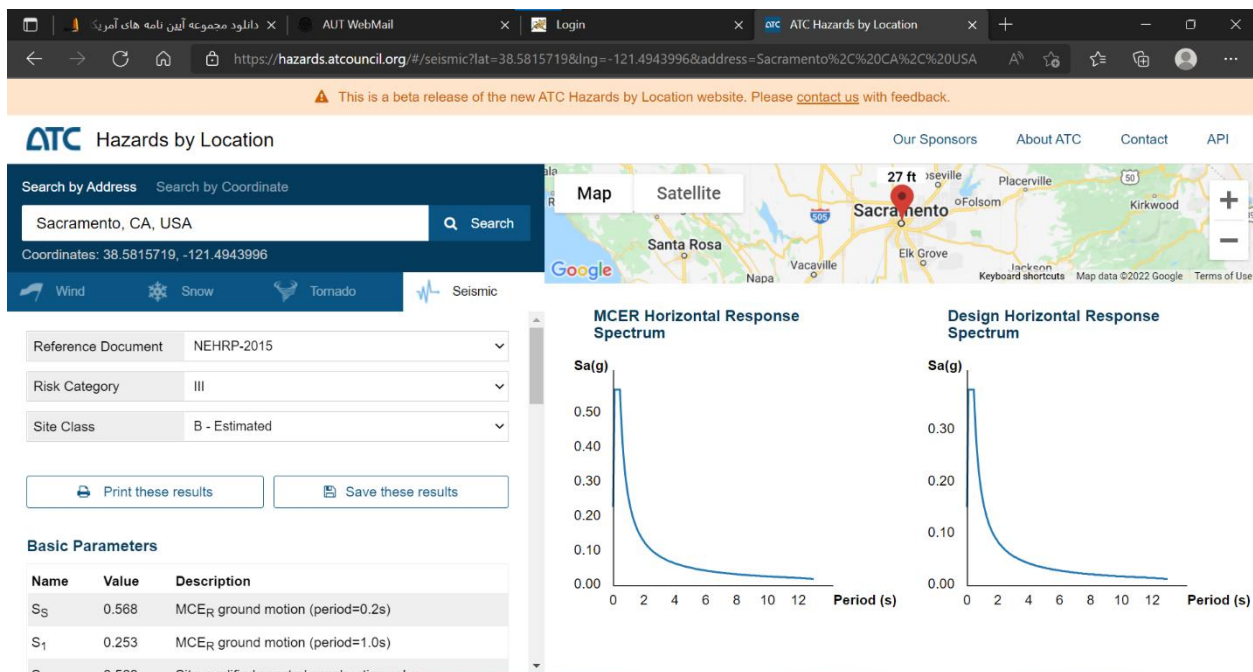 دانلود مجموعه آیین نامه های آمریک
AUT WebMail
Login
ATC Hazards by Location
https://hazards.atcouncil.org/#/seismic?lat=38.5815719&lng=-121.4943996&address=Sacramento%2C%20CA%2C%20USA
This is a beta release of the new ATC Hazards by Location website. Please contact us with feedback.
ATC Hazards by Location
Our Sponsors About ATC Contact API
Search by Address Search by Coordinate
Sacramento, CA, USA
Search
Coordinates: 38.5815719, -121.4943996
Wind Snow Tornado Seismic
Map Satellite
27 ft
oseville
Placerville
50
Kirkwood
505
Sacramento
Folsom
Santa Rosa
Elk Grove
Vacaville
Google
Napa
Jackson
Keyboard shortcuts Map data ©2022 Google Terms of Use
Reference Document NEHRP-2015
Risk Category III
Site Class B - Estimated
Print these results Save these results
Basic Parameters
Name Value Description
SS 0.568 MCER ground motion (period=0.2s)
S1 0.253 MCER ground motion (period=1.0s)
MCER Horizontal Response
Spectrum
Sa(g)
0.50
0.40
0.30
0.20
0.10
0.00
0 2 4 6 8 10 12 Period (s)
Design Horizontal Response
Spectrum
Sa(g)
0.30
0.20
0.10
0.00
0 2 4 6 8 10 12 Period (s)